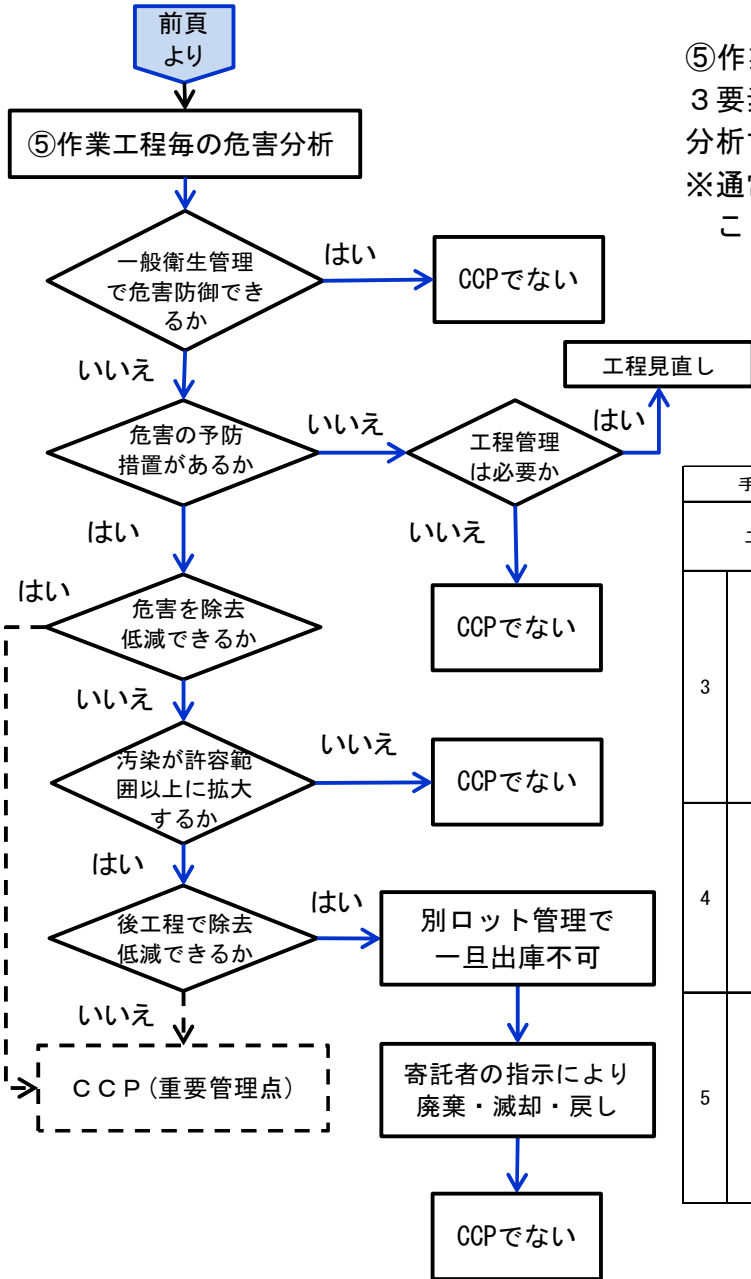 前頁
より
⑤作業工程毎の危害分析
一般衛生管理
で危害防御でき
るか
はい
CCPでない
いいえ
危害の予防
措置があるか
いいえ
工程管理
は必要か
はい
工程見直し
はい
いいえ
CCPでない
はい
危害を除去
低減できるか
いいえ
汚染が許容範
囲以上に拡大
するか
いいえ
CCPでない
はい
後工程で除去
低減できるか
はい
別ロット管理で
一旦出庫不可
いいえ
CCP(重要管理点)
寄託者の指示により
廃棄・滅却・戻し
CCPでない
⑤作
3要
分析
※通
こ
手
3
4
5